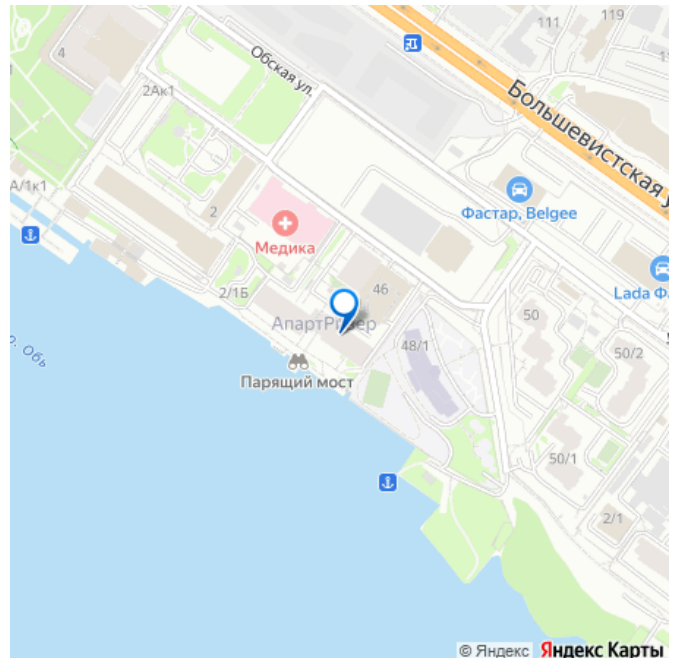 111
119
4
Обская ул.
2Ак1
Большевистская у
А/1к1
2
Фастар, Belgee
Медика
2/1Б
46
Lada Фа
АпартРивер
50
48/1
50/2
р. Обь
Парящий мост
50/1
2/1
© Яндекс Яндекс Карты